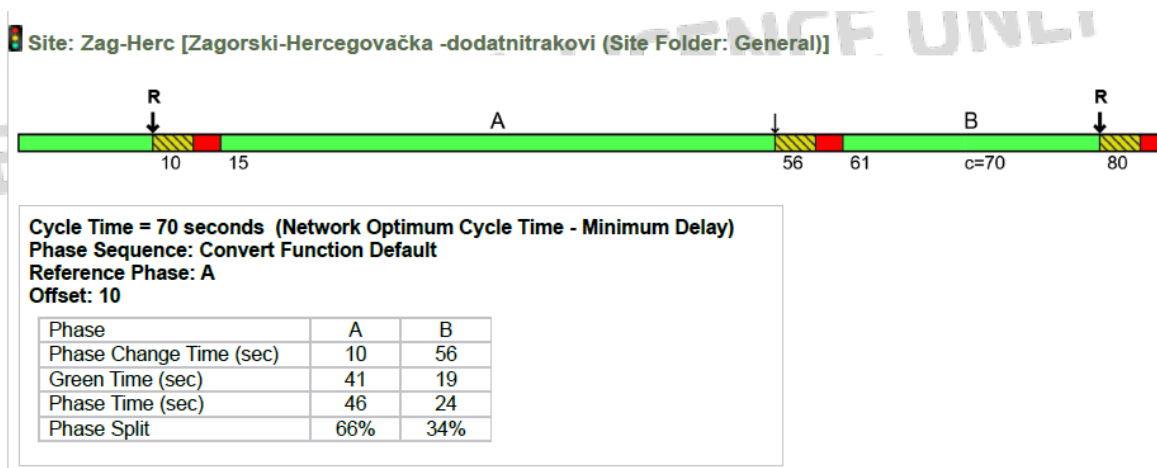 LICENCE ONLY
Site: Zag-Herc [Zagorski-Hercegovačka -dodatnitrakovi (Site Folder: General)]
R A B R
10 15 56 61 c=70 80
Cycle Time = 70 seconds (Network Optimum Cycle Time - Minimum Delay)
Phase Sequence: Convert Function Default
Reference Phase: A
Offset: 10
Phase A B
Phase Change Time (sec) 10 56
Green Time (sec) 41 19
Phase Time (sec) 46 24
Phase Split 66% 34%